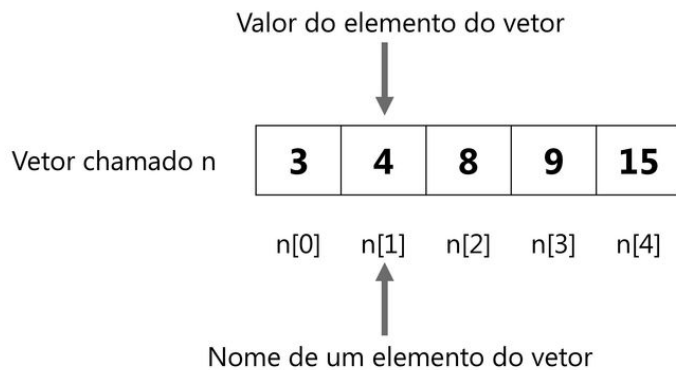 Valor do elemento do vetor
Vetor chamado n 3 4 8 9 15
n[0] n[1] n[2] n[3] n[4]
Nome de um elemento do vetor